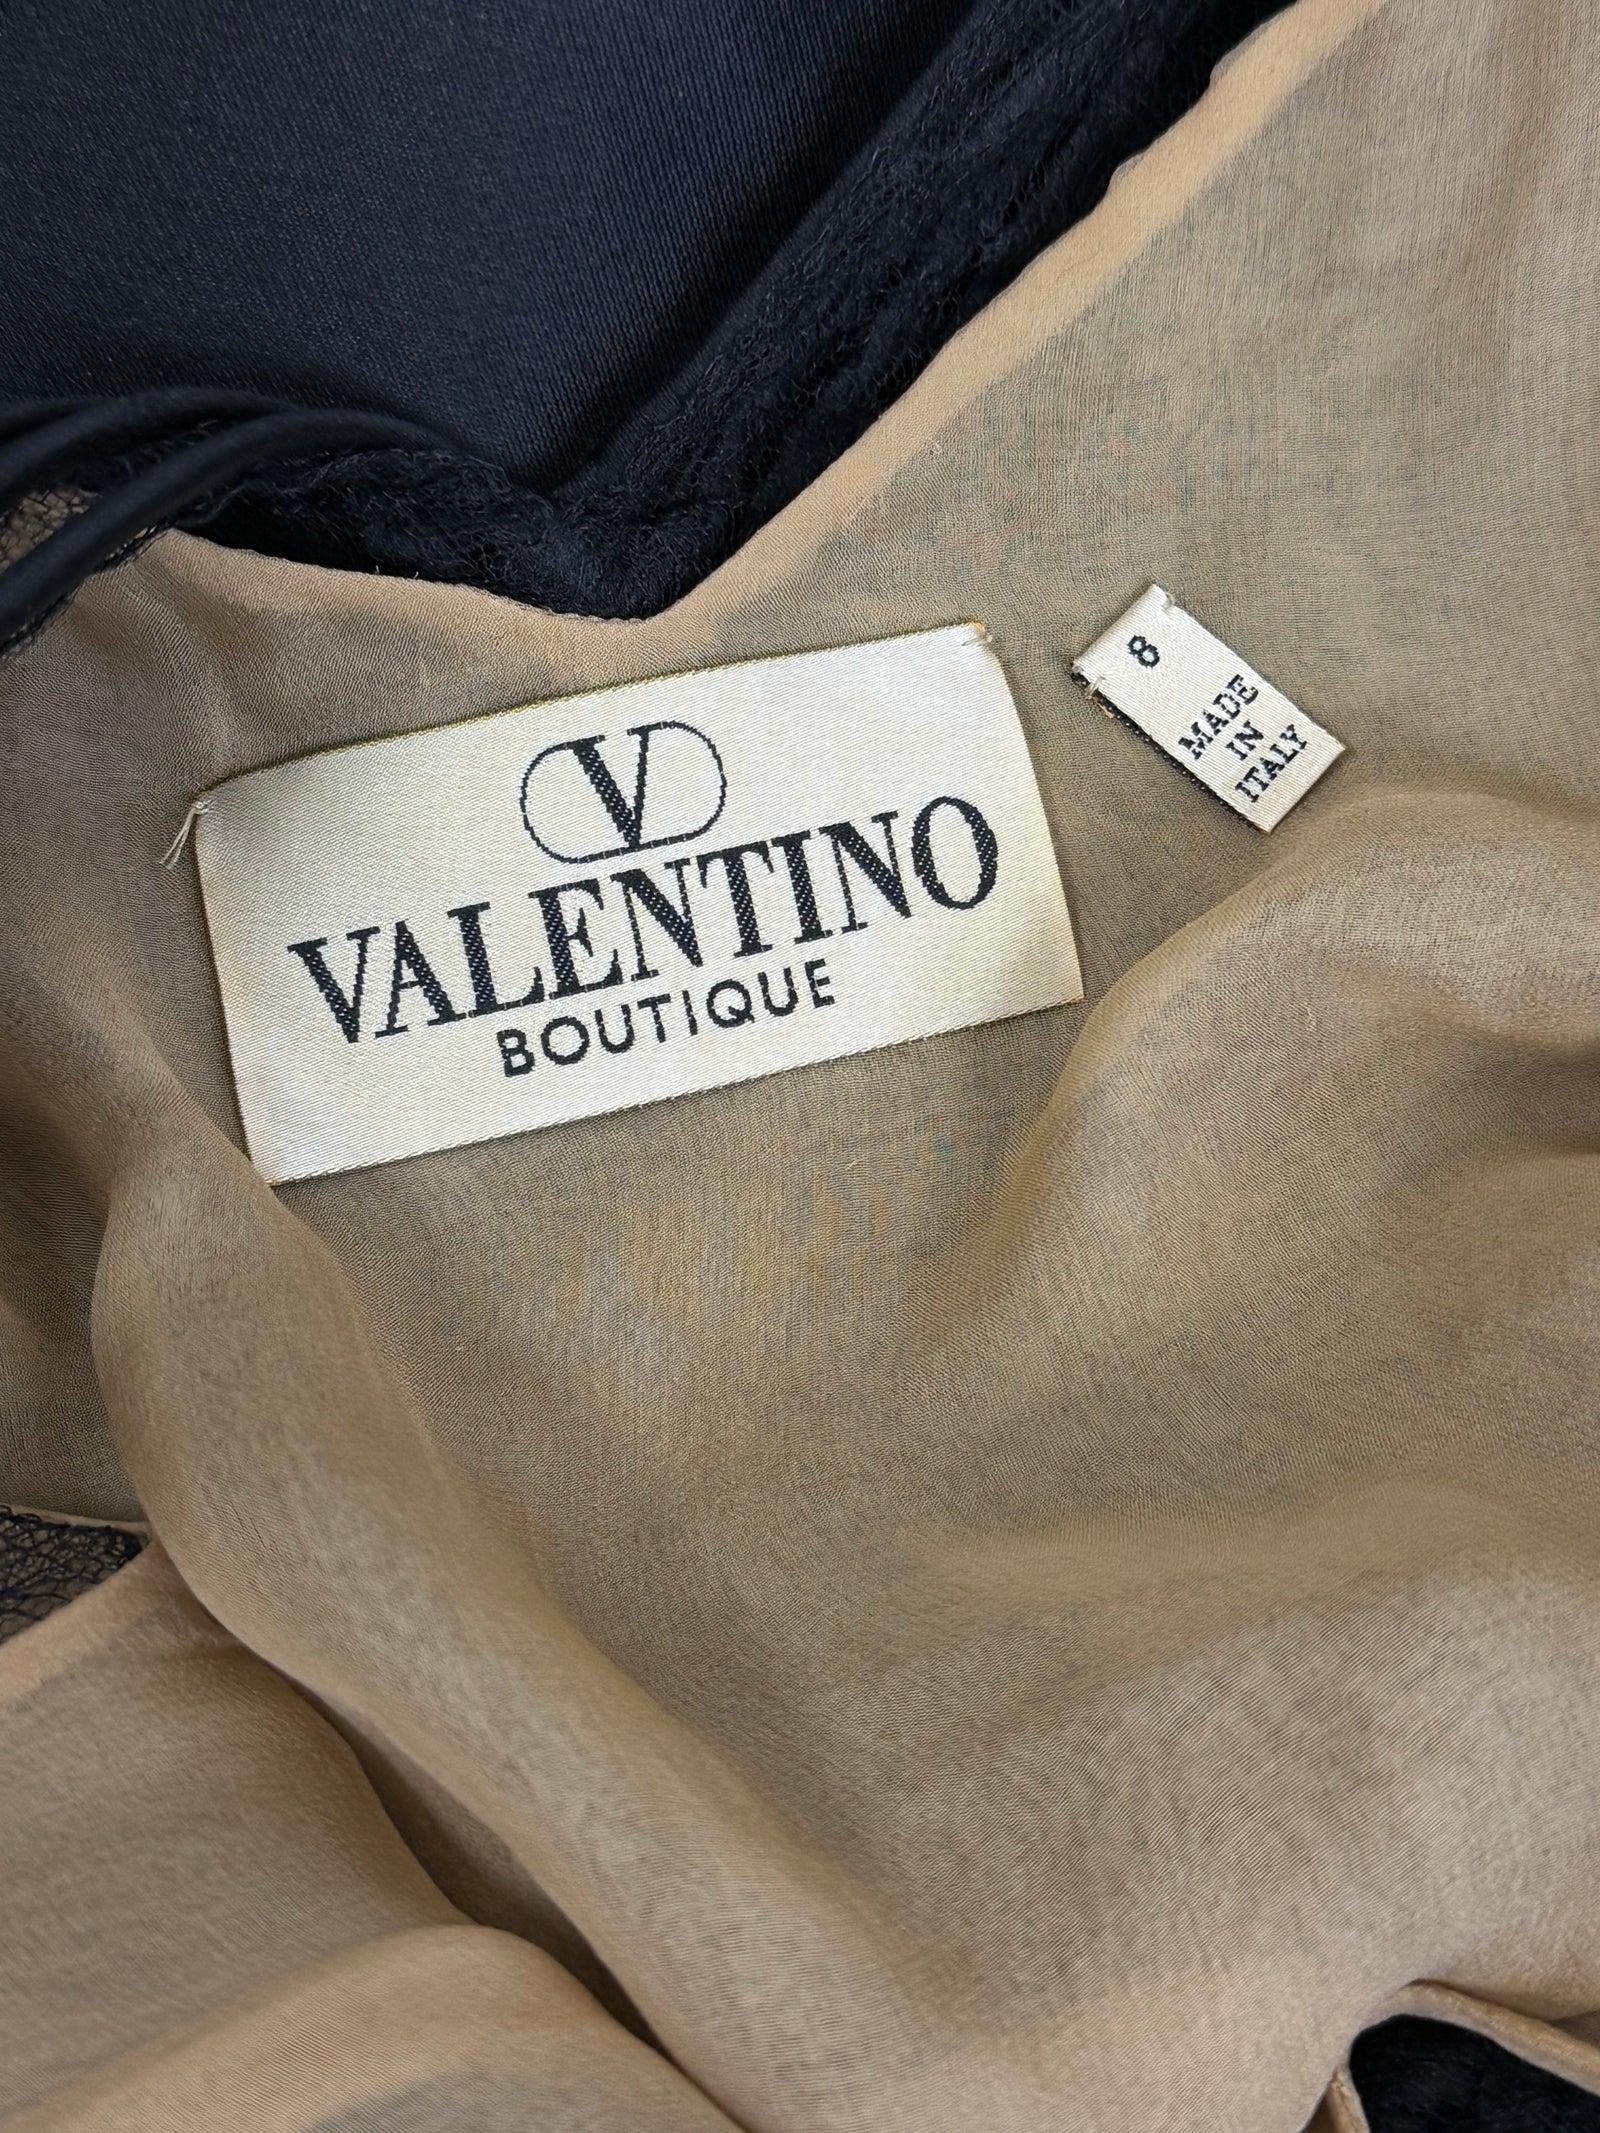 V
VALENTINO
BOUTIQUE
8
MADE
IN
ITALY